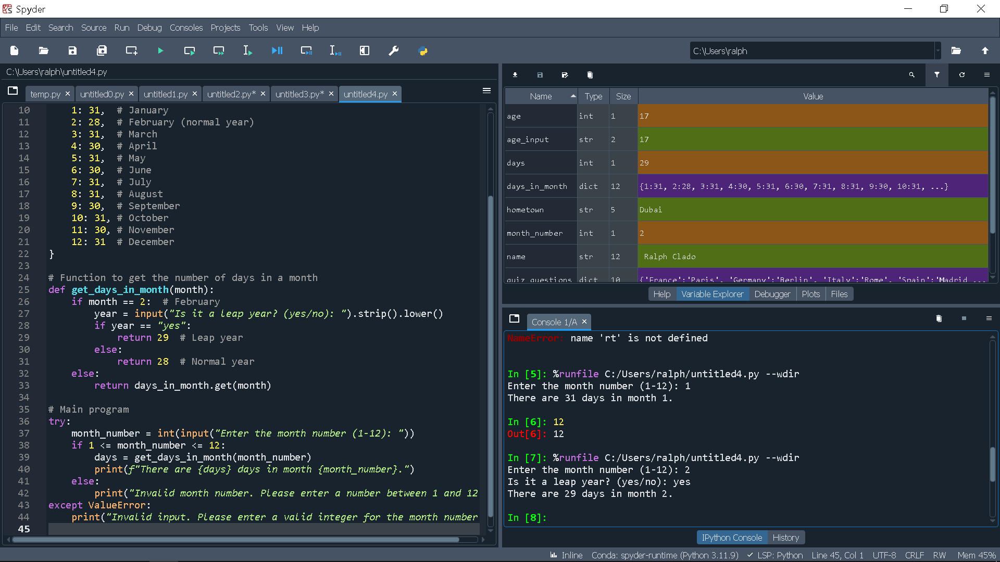 Spyder
File Edit Search Source Run Debug Consoles Projects Tools View Help
C:\Users\ralph
C:\Users\ralph\untitled4.py
temp.py untitled0.py untitled1.py untitled2.py* untitled3.py* untitled4.py
10 1: 31, # January
11 2: 28, # February (normal year)
12 3: 31, # March
13 4: 30, # April
14 5: 31, # May
15 6: 30, # June
16 7: 31, # July
17 8: 31, # August
18 9: 30, # September
19 10: 31, # October
20 11: 30, # November
21 12: 31 # December
22 }
23
24 # Function to get the number of days in a month
25 def get_days_in_month(month):
26 if month == 2: # February
27 year = input("Is it a leap year? (yes/no): ").strip().lower()
28 if year == "yes":
29 return 29 # Leap year
30 else:
31 return 28 # Normal year
32 else:
33 return days_in_month.get(month)
34
35 # Main program
36 try:
37 month_number = int(input("Enter the month number (1-12): "))
38 if 1 <= month_number <= 12:
39 days = get_days_in_month(month_number)
40 print(f"There are {days} days in month {month_number}.")
41 else:
42 print("Invalid month number. Please enter a number between 1 and 12
43 except ValueError:
44 print("Invalid input. Please enter a valid integer for the month number
45
Name Type Size Value
age int 1 17
age_input str 2 17
days int 1 29
days_in_month dict 12 {1:31, 2:28, 3:31, 4:30, 5:31, 6:30, 7:31, 8:31, 9:30, 10:31, ...}
hometown str 5 Dubai
month_number int 1 2
name str 12 Ralph Clado
quiz_questions dict 10 {'France':'Paris', 'Germany':'Berlin', 'Italy':'Rome', 'Spain':'Madrid ...
Help Variable Explorer Debugger Plots Files
Console 1/A
NameError: name 'rt' is not defined
In [5]: %runfile C:/Users/ralph/untitled4.py --wdir
Enter the month number (1-12): 1
There are 31 days in month 1.
In [6]: 12
Out[6]: 12
In [7]: %runfile C:/Users/ralph/untitled4.py --wdir
Enter the month number (1-12): 2
Is it a leap year? (yes/no): yes
There are 29 days in month 2.
In [8]:
IPython Console History
Inline Conda: spyder-runtime (Python 3.11.9) LSP: Python Line 45, Col 1 UTF-8 CRLF RW Mem 45%